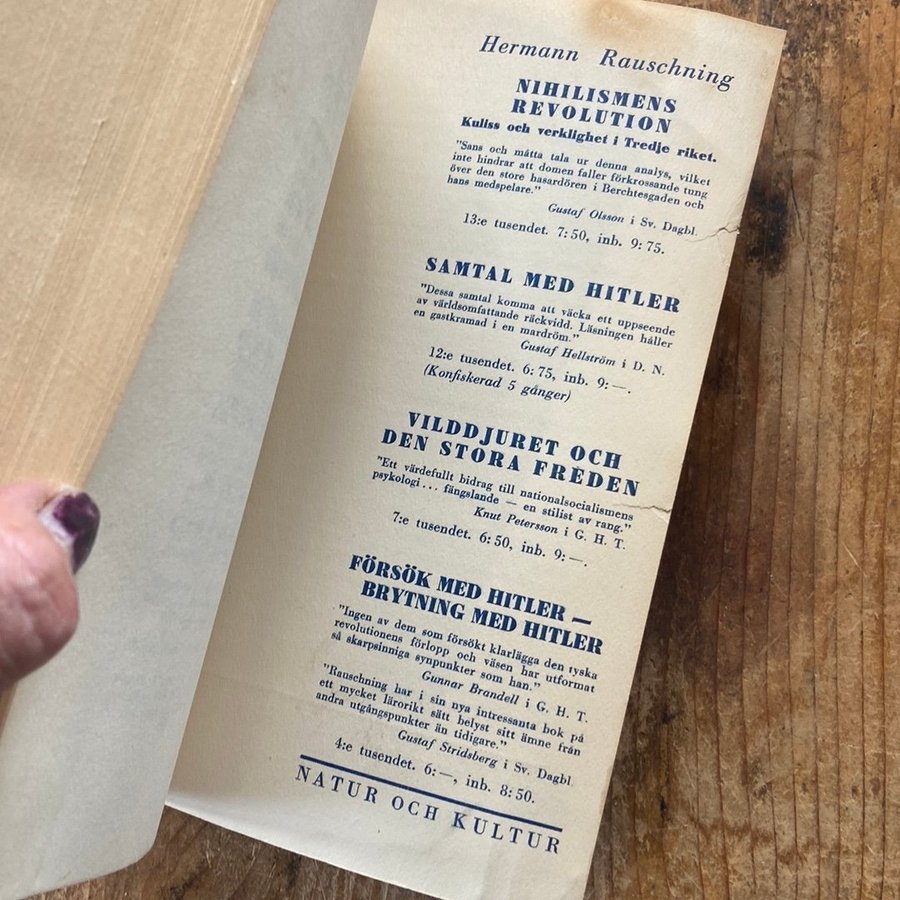 Hermann Rauschning
NIHILISMENS
REVOLUTION
Kuliss och verklighet i Tredje riket.
"Sans och måtta tala ur denna analys, vilket
inte hindrar att domen faller förkrossande tung
över den store hasardören i Berchtesgaden och
hans medspelare."
Gustaf Olsson i Sv. Dagbl.
13:e tusendet. 7:50, inb. 9:75.
SAMTAL MED HITLER
"Dessa samtal komma att väcka ett uppseende
av världsomfattande räckvidd. Läsningen håller
en gastkramad i en mardröm."
Gustaf Hellström i D. N.
12:e tusendet. 6:75, inb. 9:—.
(Konfiskerad 5 gånger)
VILDDJURET OCH
DEN STORA FREDEN
"Ett värdefullt bidrag till nationalsocialismens
psykologi... fängslande — en stilist av rang."
Knut Petersson i G. H. T.
7:e tusendet. 6:50, inb. 9:—.
FÖRSÖK MED HITLER —
BRYTNING MED HITLER
"Ingen av dem som försökt klarlägga den tyska
revolutionens förlopp och väsen har utformat
så skarpsinniga synpunkter som han."
Gunnar Brandell i G. H. T.
"Rauschning har i sin nya intressanta bok på
ett mycket lärorikt sätt belyst sitt ämne från
andra utgångspunkter än tidigare."
Gustaf Stridsberg i Sv. Dagbl.
4:e tusendet. 6:—, inb. 8:50.
NATUR OCH KULTUR